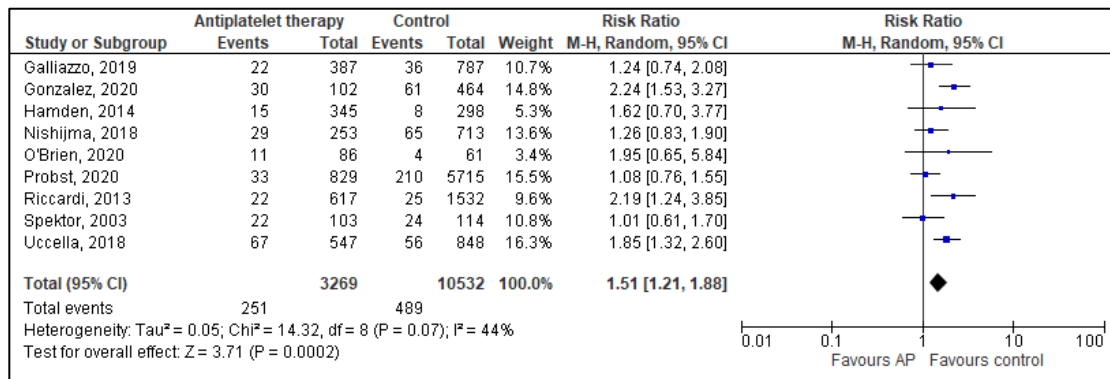 Antiplatelet therapy Control Risk Ratio Risk Ratio
Study or Subgroup Events Total Events Total Weight M-H, Random, 95% CI M-H, Random, 95% CI
Galliazzo, 2019 22 387 36 787 10.7% 1.24 [0.74, 2.08]
Gonzalez, 2020 30 102 61 464 14.8% 2.24 [1.53, 3.27]
Hamden, 2014 15 345 8 298 5.3% 1.62 [0.70, 3.77]
Nishijma, 2018 29 253 65 713 13.6% 1.26 [0.83, 1.90]
O'Brien, 2020 11 86 4 61 3.4% 1.95 [0.65, 5.84]
Probst, 2020 33 829 210 5715 15.5% 1.08 [0.76, 1.55]
Riccardi, 2013 22 617 25 1532 9.6% 2.19 [1.24, 3.85]
Spektor, 2003 22 103 24 114 10.8% 1.01 [0.61, 1.70]
Uccella, 2018 67 547 56 848 16.3% 1.85 [1.32, 2.60]
Total (95% CI) 3269 10532 100.0% 1.51 [1.21, 1.88]
Total events 251 489
Heterogeneity: Tau² = 0.05; Chi² = 14.32, df = 8 (P = 0.07); I² = 44%
Test for overall effect: Z = 3.71 (P = 0.0002)
0.01 0.1 1 10 100
Favours AP Favours control